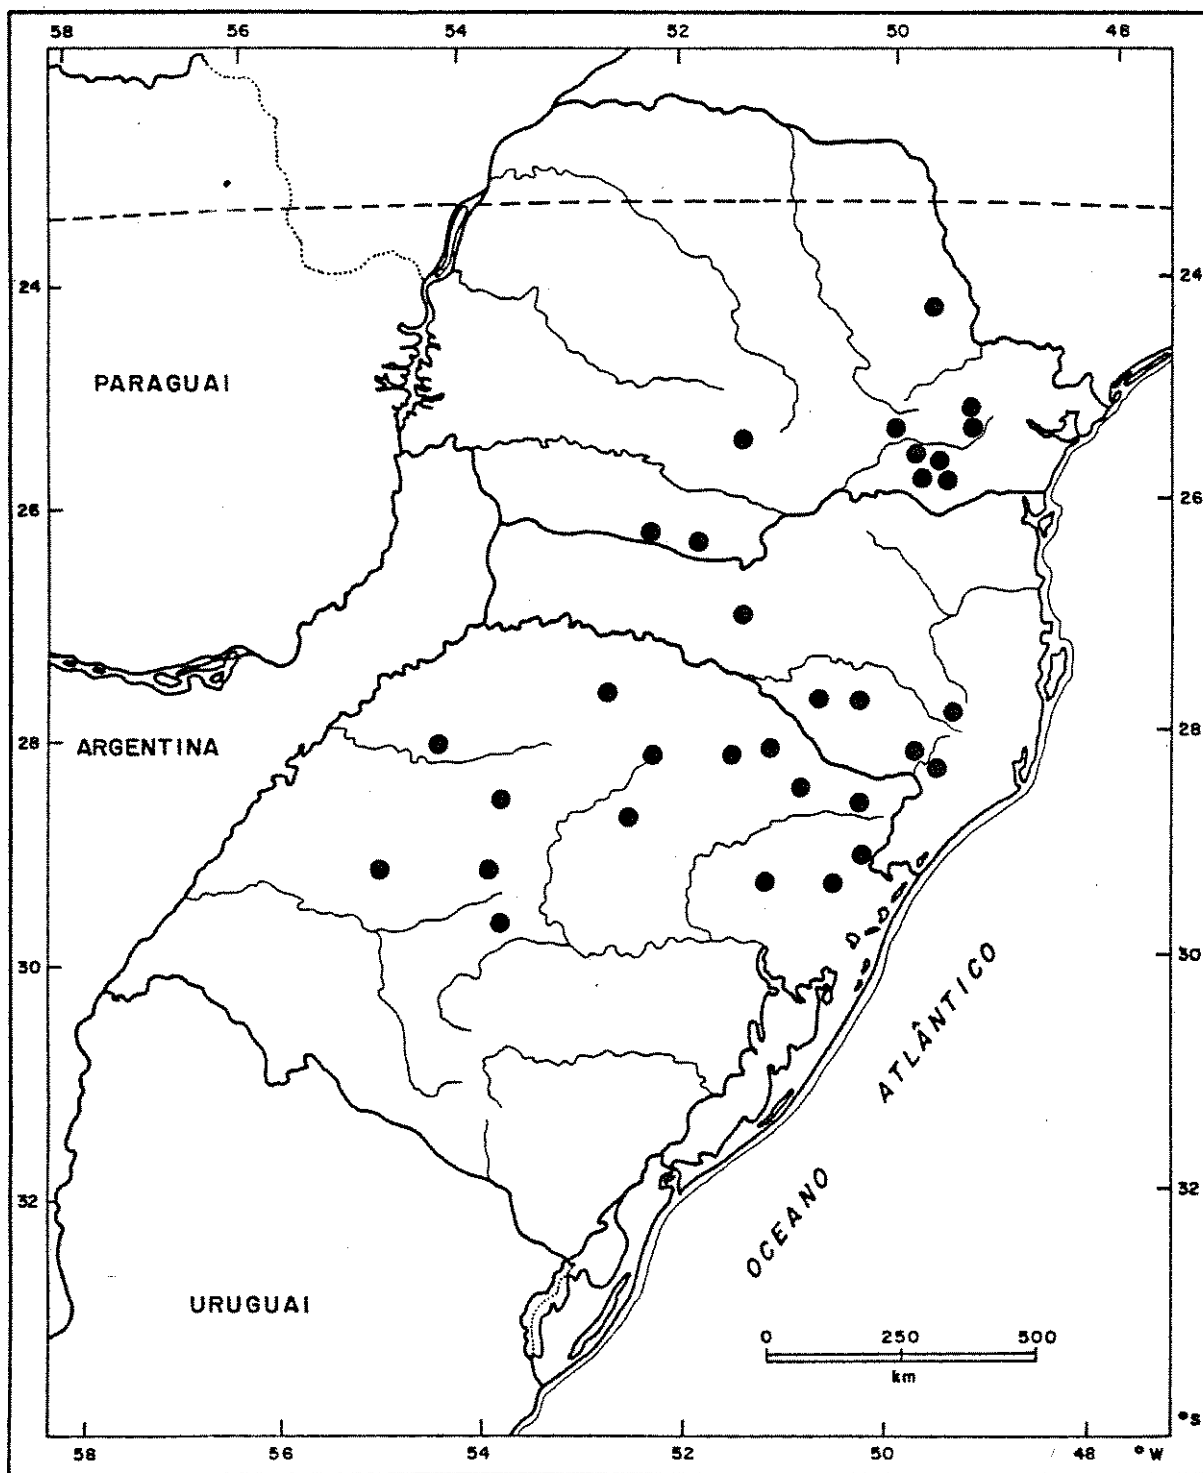 58 56 54 52 50 48
24 24
PARAGUAI
26 26
28 28
ARGENTINA
30 30
ATLÂNTICO
32 32
OCEANO
URUGUAI
0 250 500
km
°S
58 56 54 52 50 48 °W